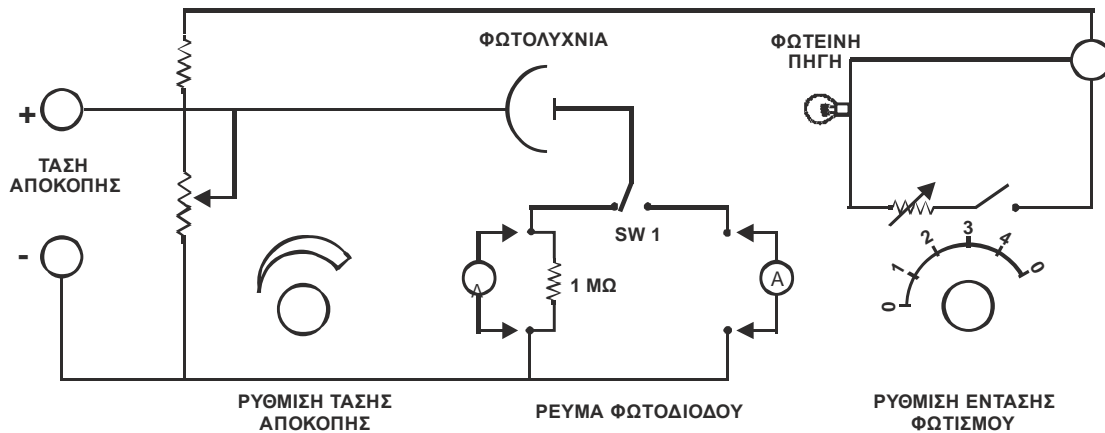 ΦΩΤΟΛΥΧΝΙΑ
ΦΩΤΕΙΝΗ
ΠΗΓΗ
+
ΤΑΣΗ
ΑΠΟΚΟΠΗΣ
-
SW 1
1 ΜΩ
A
A
0
1
2
3
4
0
ΡΥΘΜΙΣΗ ΤΑΣΗΣ
ΑΠΟΚΟΠΗΣ
ΡΕΥΜΑ ΦΩΤΟΔΙΟΔΟΥ
ΡΥΘΜΙΣΗ ΕΝΤΑΣΗΣ
ΦΩΤΙΣΜΟΥ